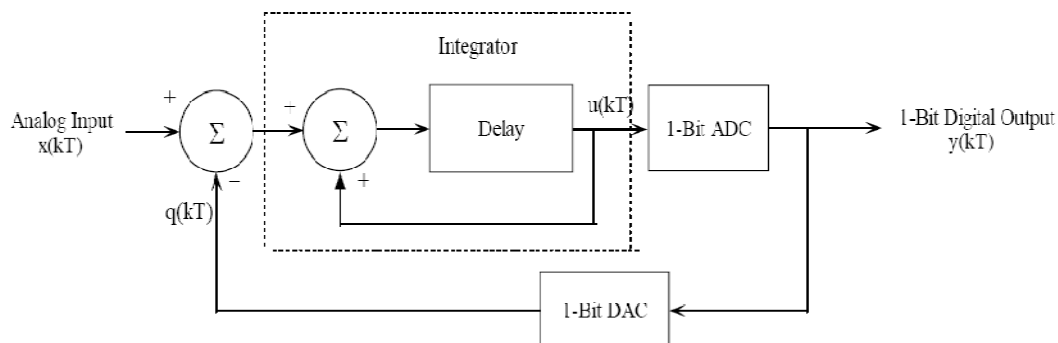 Integrator
+
Analog Input
x(kT)
Σ
+
Σ
Delay
u(kT)
1-Bit ADC
1-Bit Digital Output
y(kT)
−
+
q(kT)
1-Bit DAC